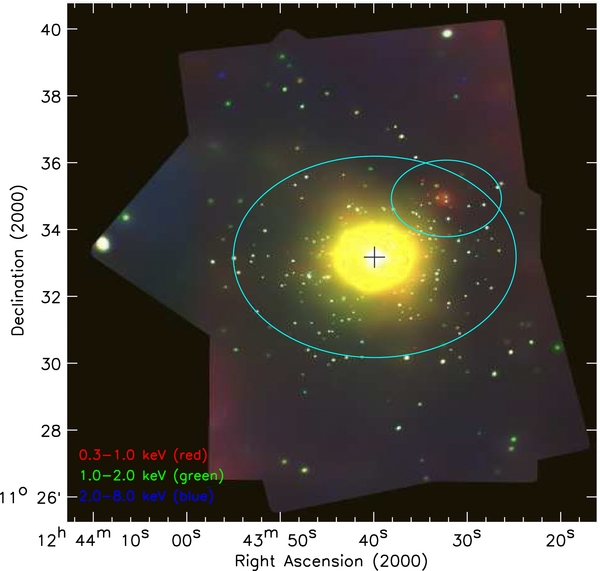 40
38
36
34
32
30
28
11° 26'
Declination (2000)
0.3−1.0 keV (red)
1.0−2.0 keV (green)
2.0−8.0 keV (blue)
12h 44m 10s 00s 43m 50s 40s 30s 20s
Right Ascension (2000)